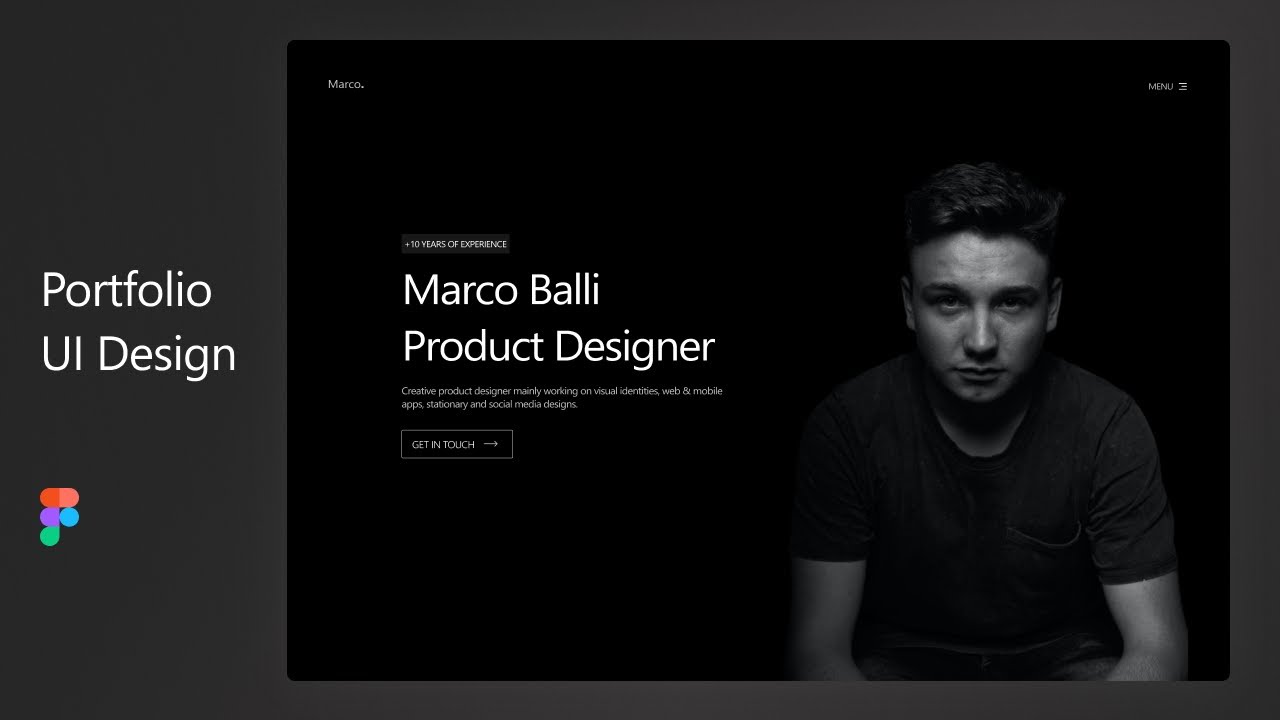 Portfolio
UI Design
Marco.
MENU
+10 YEARS OF EXPERIENCE
Marco Balli
Product Designer
Creative product designer mainly working on visual identities, web & mobile
apps, stationary and social media designs.
GET IN TOUCH